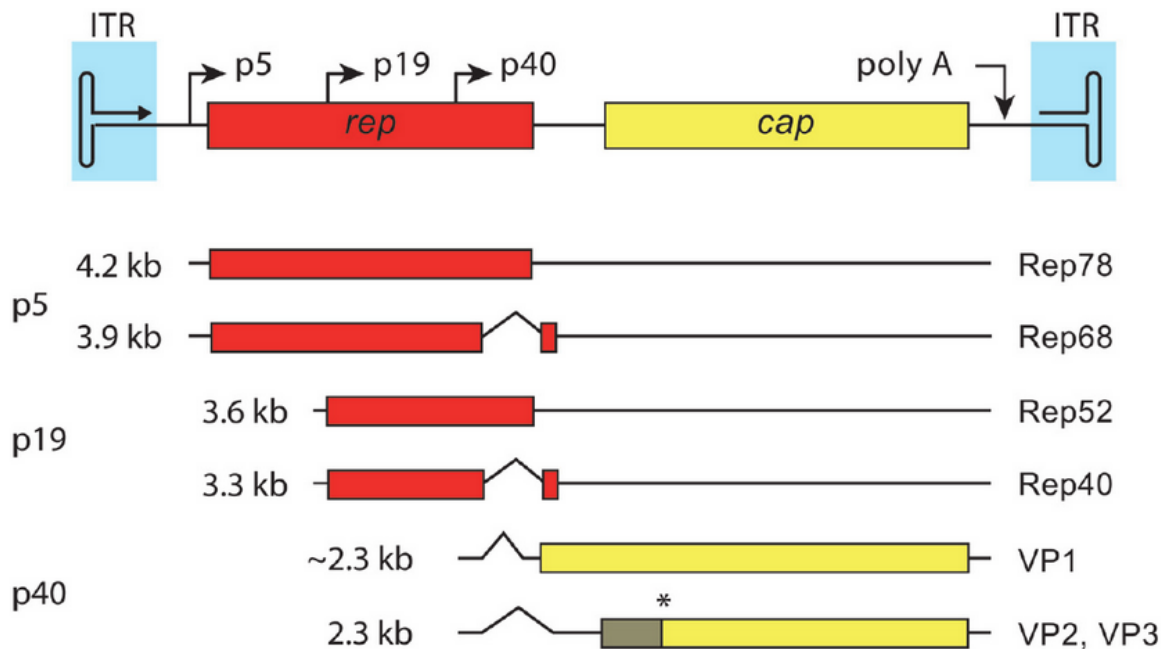 ITR
ITR
p5
p19
p40
poly A
rep
cap
4.2 kb
Rep78
p5
3.9 kb
Rep68
3.6 kb
Rep52
p19
3.3 kb
Rep40
~2.3 kb
VP1
p40
*
2.3 kb
VP2, VP3